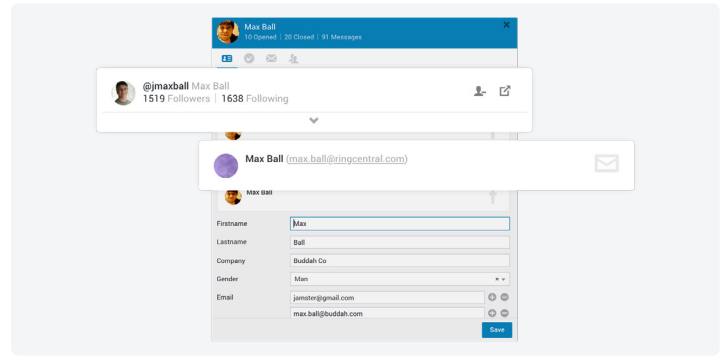 Max Ball
10 Opened | 20 Closed | 91 Messages
@jmaxball Max Ball
1519 Followers | 1638 Following
Max Ball (max.ball@ringcentral.com)
Max Ball
Firstname Max
Lastname Ball
Company Buddah Co
Gender Man
Email jamster@gmail.com
max.ball@buddah.com
Save